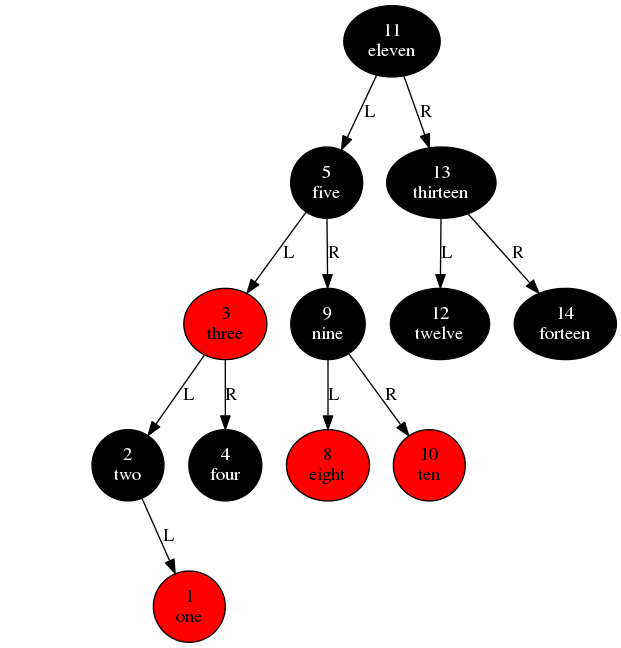 11
eleven
L
R
5
five
13
thirteen
L
R
L
R
3
three
9
nine
12
twelve
14
forteen
L
R
L
R
2
two
4
four
8
eight
10
ten
L
1
one